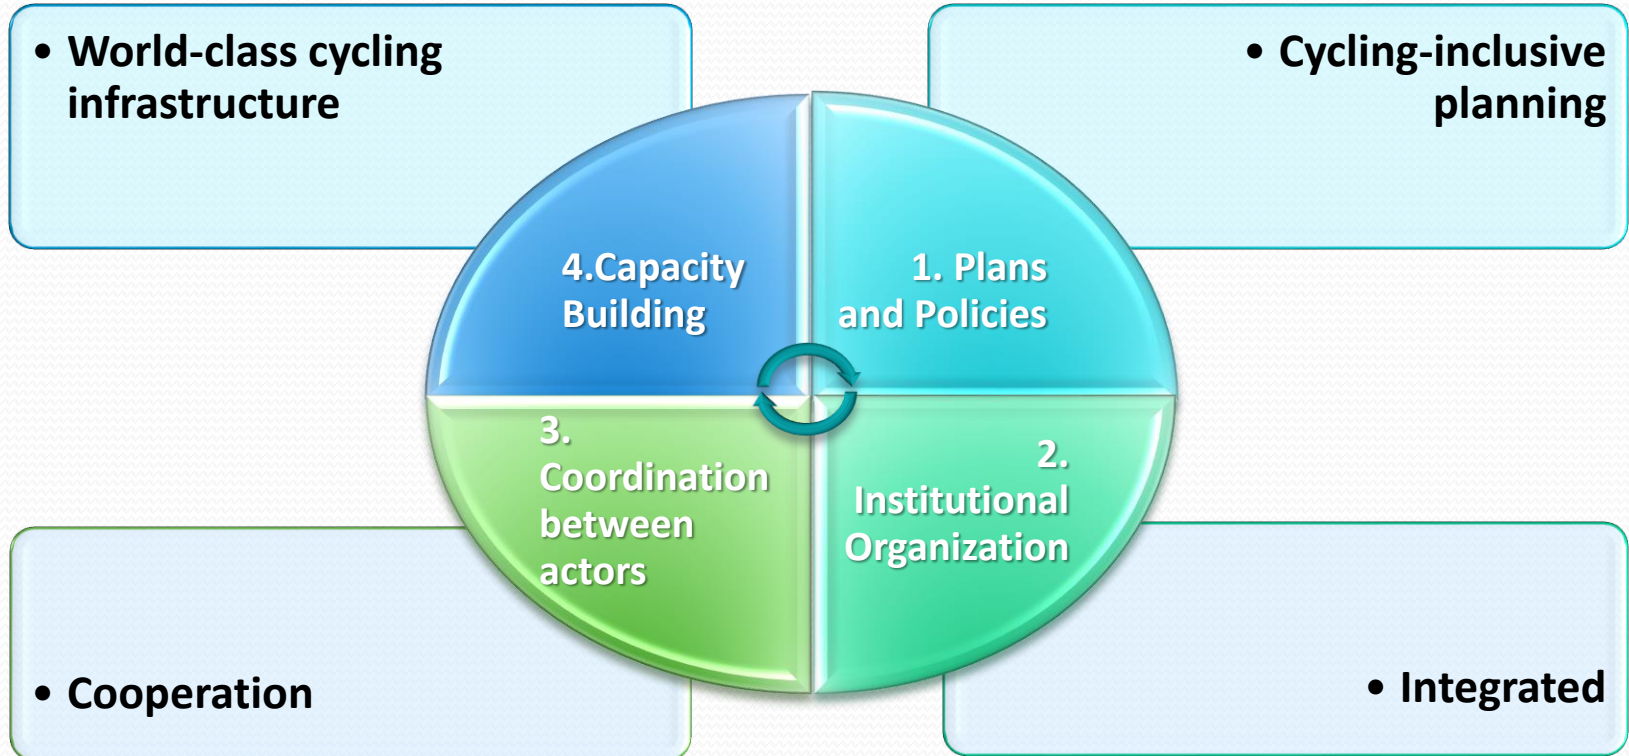 • World-class cycling
infrastructure
• Cycling-inclusive
planning
4.Capacity
Building
1. Plans
and Policies
3.
Coordination
between
actors
2.
Institutional
Organization
• Cooperation
• Integrated